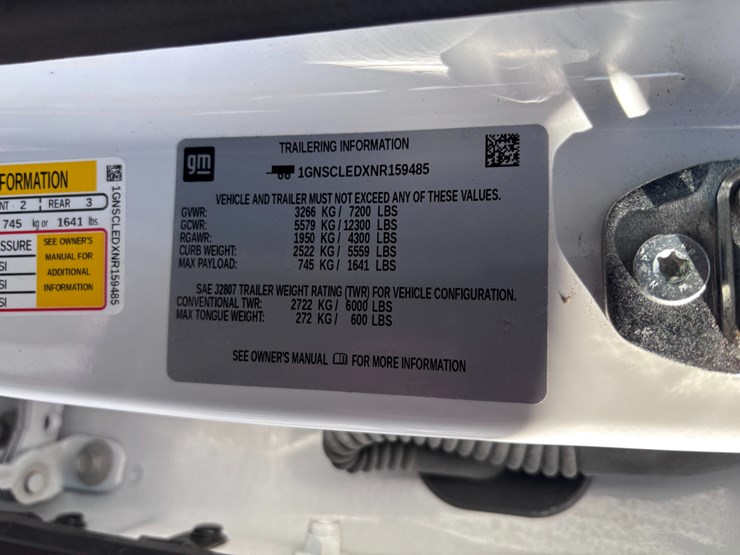 FORMATION
NT 2 REAR 3
745 kg or 1641 lbs.
SSURE
SI
SI
SI
SEE OWNER'S
MANUAL FOR
ADDITIONAL
INFORMATION
1GNSCLEDXNR159485
gm
TRAILERING INFORMATION
1GNSCLEDXNR159485
VEHICLE AND TRAILER MUST NOT EXCEED ANY OF THESE VALUES.
GVWR: 3266 KG / 7200 LBS
GCWR: 5579 KG / 12300 LBS
RGAWR: 1950 KG / 4300 LBS
CURB WEIGHT: 2522 KG / 5559 LBS
MAX PAYLOAD: 745 KG / 1641 LBS
SAE J2807 TRAILER WEIGHT RATING (TWR) FOR VEHICLE CONFIGURATION.
CONVENTIONAL TWR: 2722 KG / 6000 LBS
MAX TONGUE WEIGHT: 272 KG / 600 LBS
SEE OWNER'S MANUAL FOR MORE INFORMATION